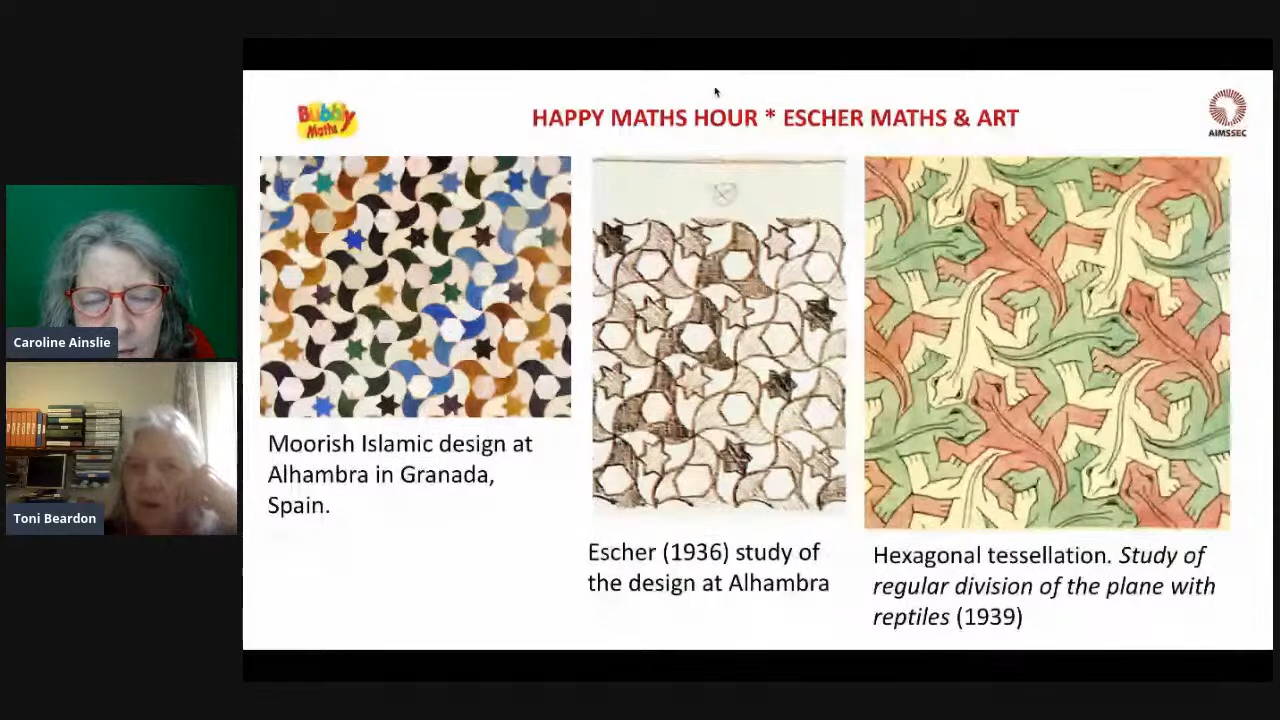 Bubbly
Maths
HAPPY MATHS HOUR * ESCHER MATHS & ART
AIMSSEC
Caroline Ainslie
Toni Beardon
Moorish Islamic design at
Alhambra in Granada,
Spain.
Escher (1936) study of
the design at Alhambra
Hexagonal tessellation. Study of
regular division of the plane with
reptiles (1939)